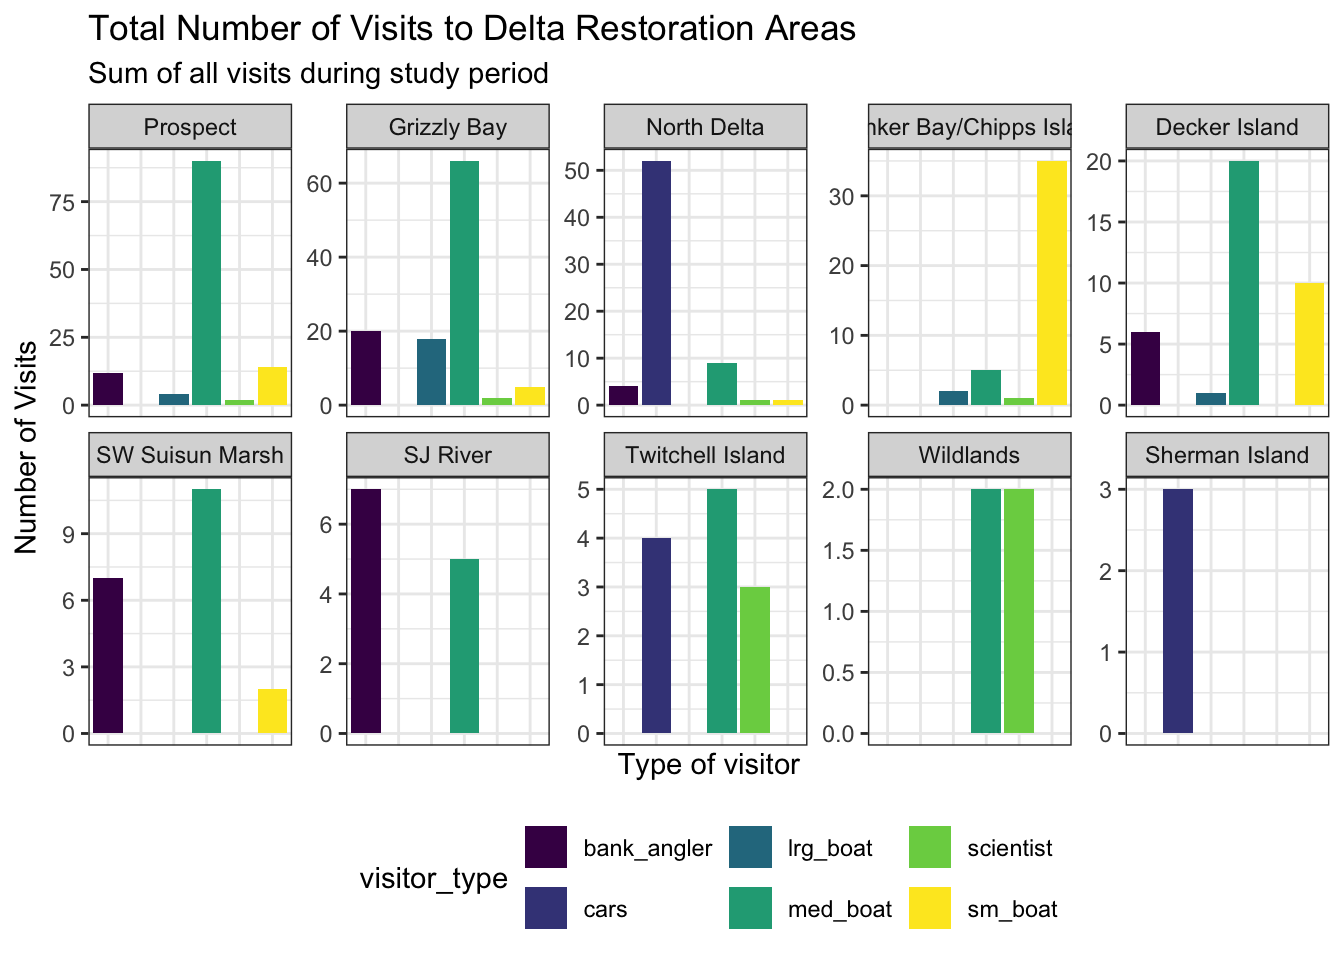 Total Number of Visits to Delta Restoration Areas
Sum of all visits during study period
Number of Visits
Prospect
75
50
25
0
Grizzly Bay
60
40
20
0
North Delta
50
40
30
20
10
0
Bay/Chipps
30
20
10
0
Decker Island
20
15
10
5
0
SW Suisun Marsh
9
6
3
0
SJ River
6
4
2
0
Twitchell Island
5
4
3
2
1
0
Wildlands
2.0
1.5
1.0
0.5
0.0
Sherman Island
3
2
1
0
Type of visitor
visitor_type
bank_angler
lrg_boat
scientist
cars
med_boat
sm_boat